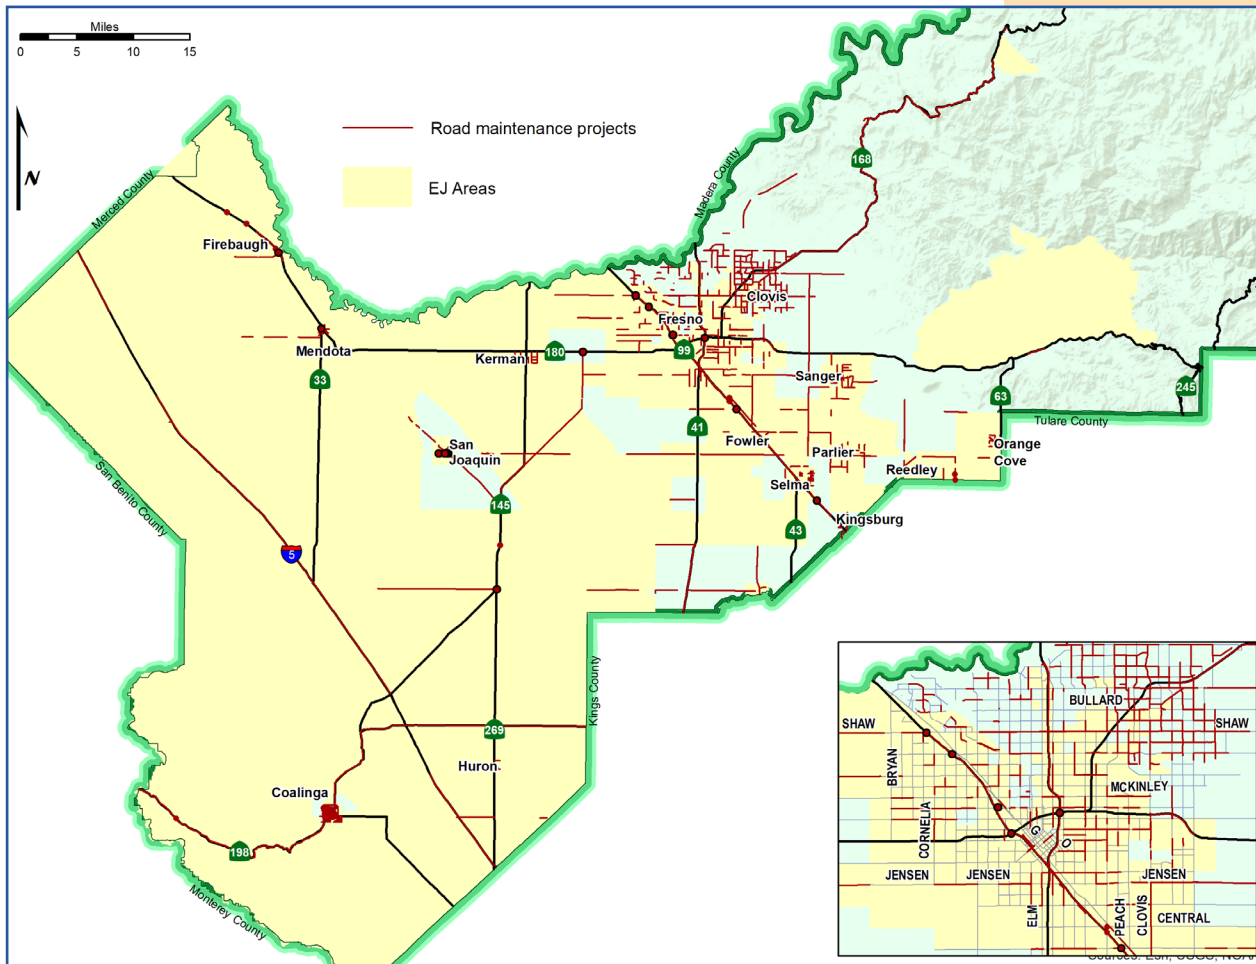 Miles
0 5 10 15
N
Road maintenance projects
EJ Areas
Merced County
Madera County
168
Firebaugh
Clovis
Fresno
Mendota
Kerman
180
99
Sanger
33
63
245
Tulare County
41
Fowler
San
Joaquin
Parlier
Orange
Cove
Reedley
Selma
San Benito County
145
Kingsburg
43
5
Kings County
269
Huron
Coalinga
198
Monterey County
BULLARD
SHAW
SHAW
BRYAN
MCKINLEY
CORNELIA
G
O
JENSEN
JENSEN
JENSEN
ELM
PEACH
CLOVIS
CENTRAL